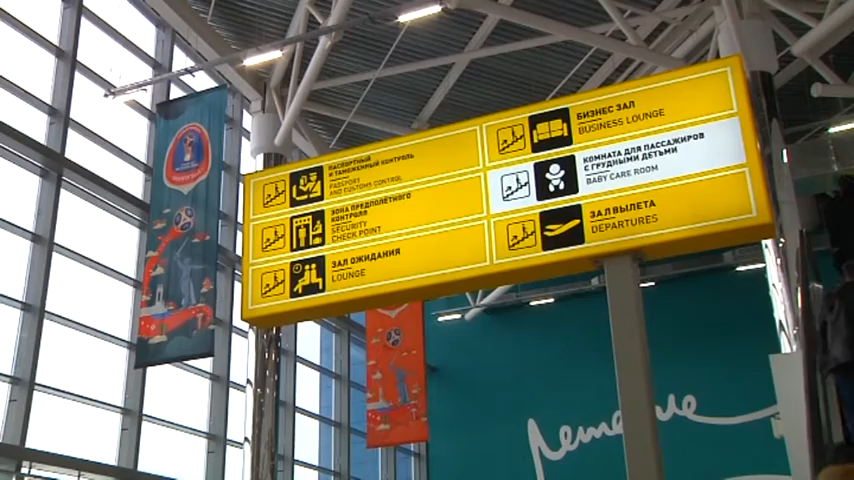 ПАСПОРТНЫЙ
И ТАМОЖЕННЫЙ КОНТРОЛЬ
PASSPORT
AND CUSTOMS CONTROL
ЗОНА ПРЕДПОЛЁТНОГО
КОНТРОЛЯ
SECURITY
CHECK POINT
ЗАЛ ОЖИДАНИЯ
LOUNGE
БИЗНЕС ЗАЛ
BUSINESS LOUNGE
КОМНАТА ДЛЯ ПАССАЖИРОВ
С ГРУДНЫМИ ДЕТЬМИ
BABY CARE ROOM
ЗАЛ ВЫЛЕТА
DEPARTURES